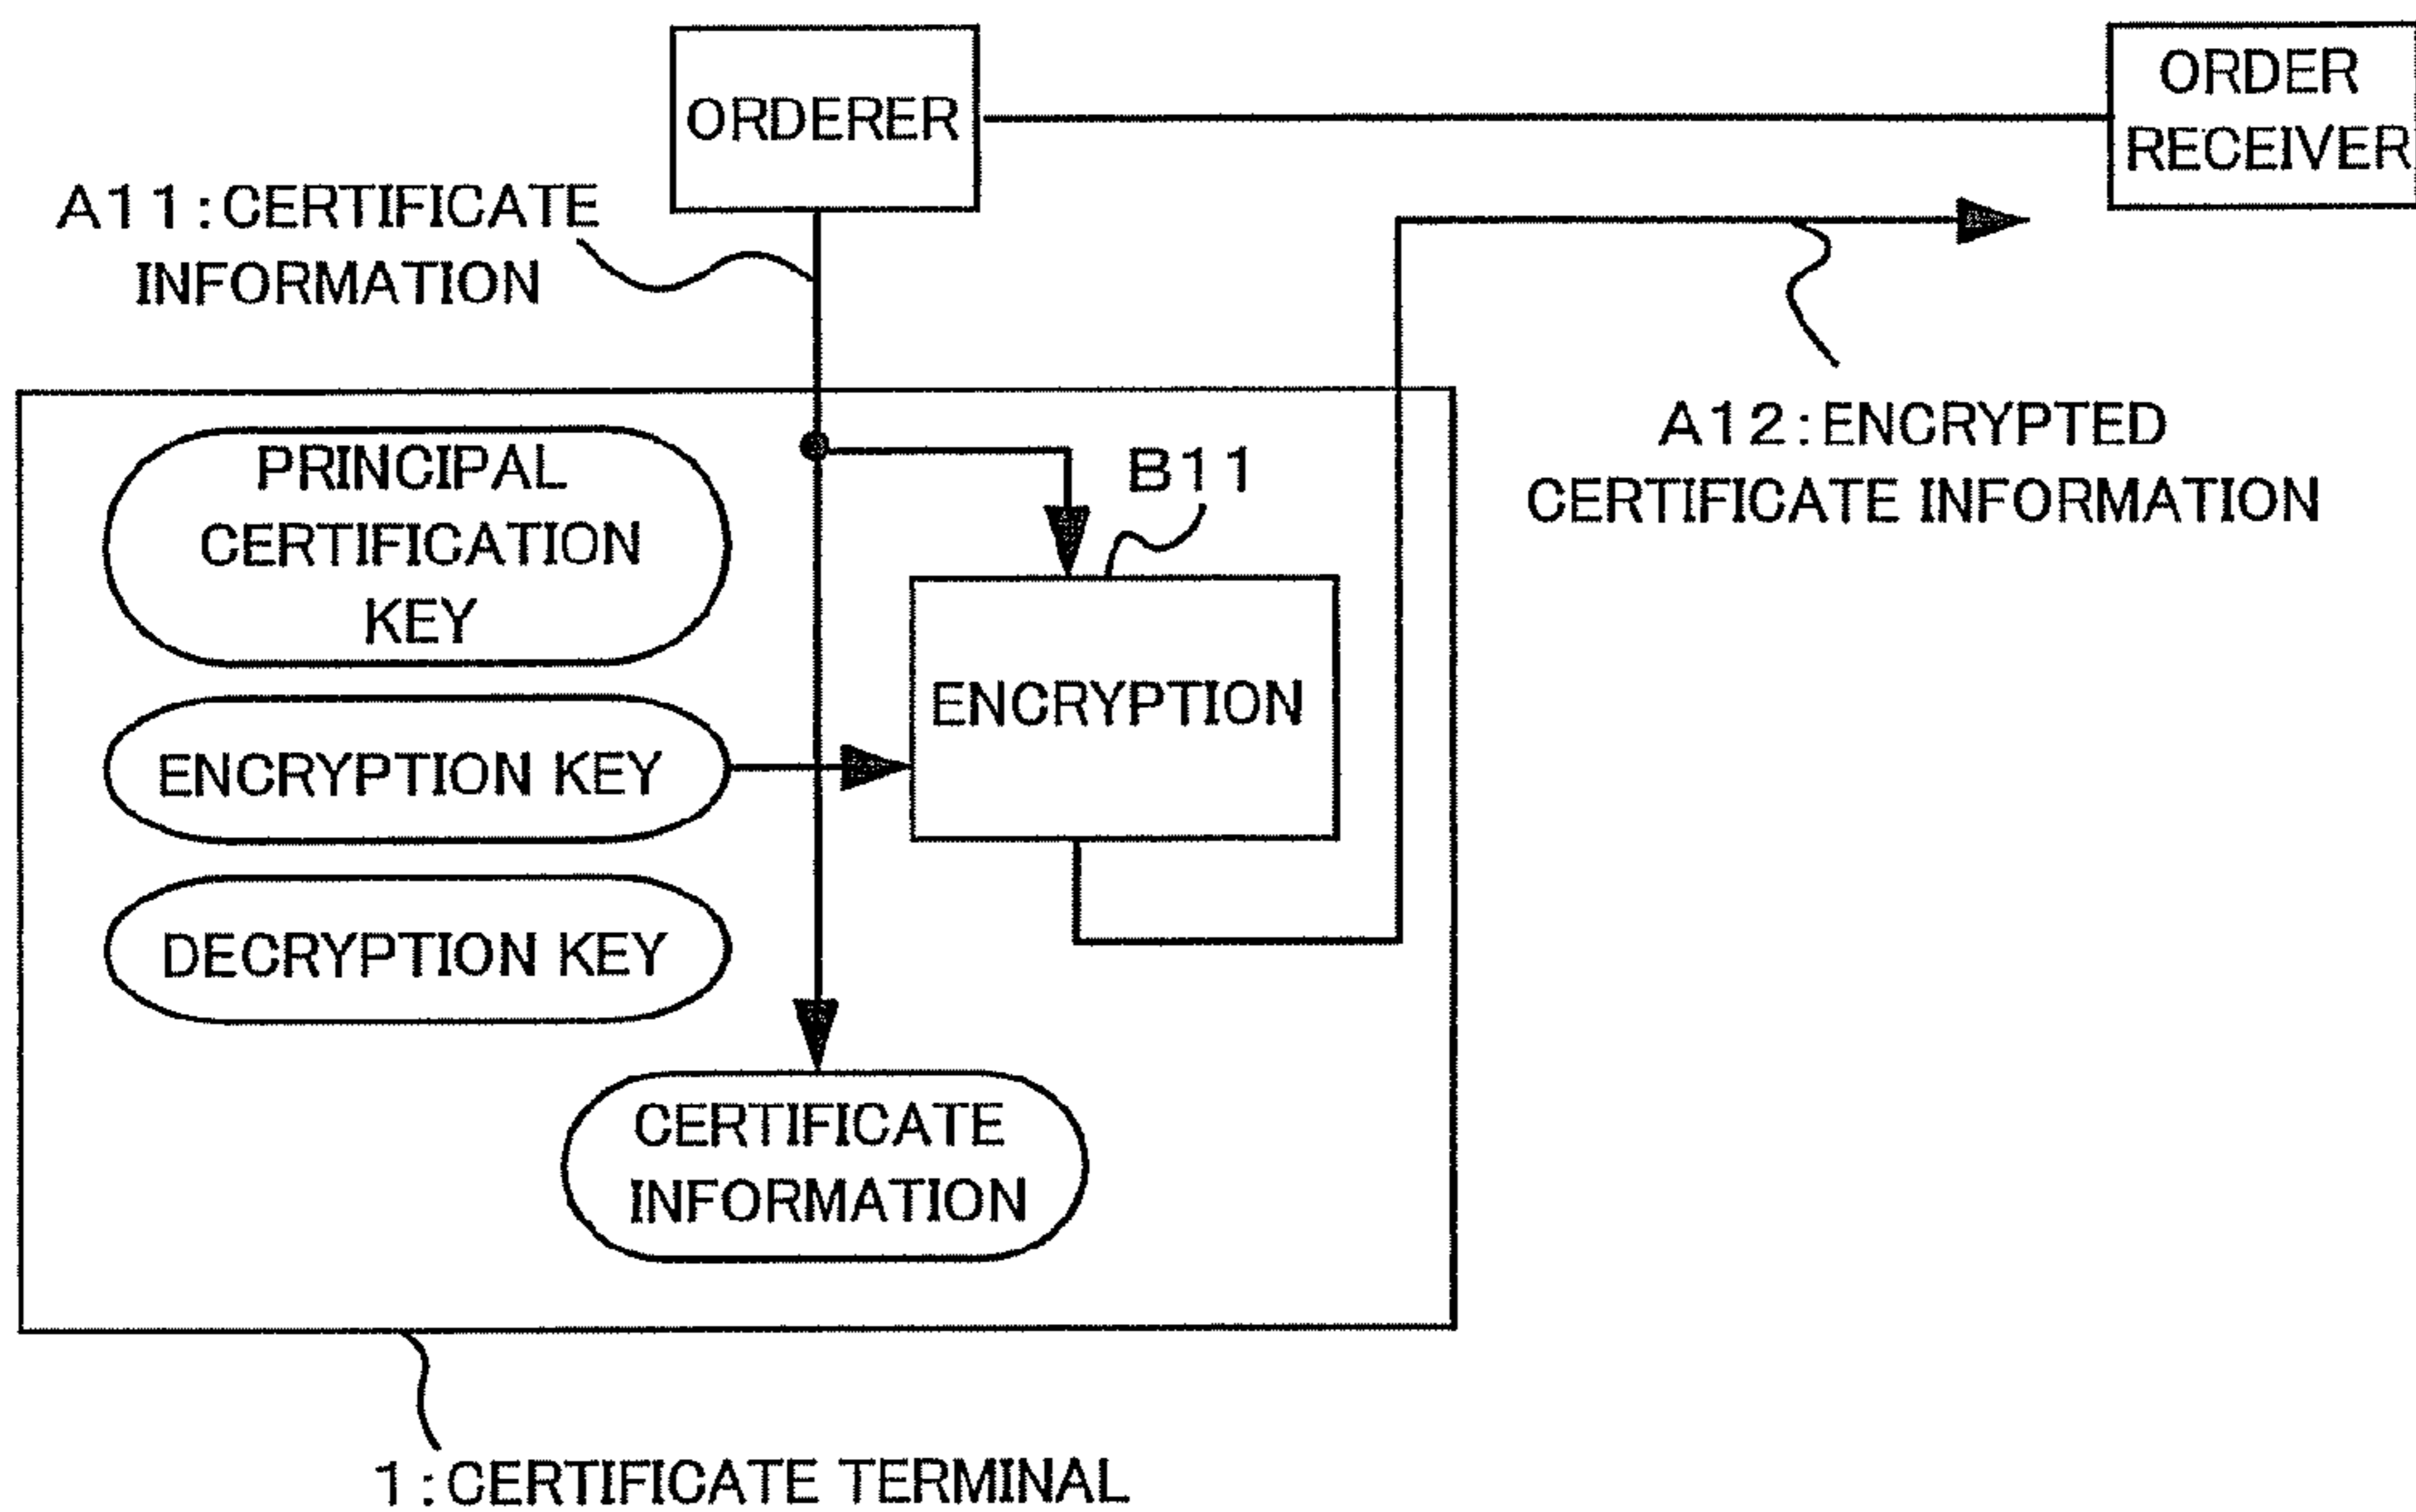 ORDERER
ORDER
RECEIVER
A11:CERTIFICATE
INFORMATION
A12:ENCRYPTED
CERTIFICATE INFORMATION
PRINCIPAL
CERTIFICATION
KEY
B11
ENCRYPTION
ENCRYPTION KEY
DECRYPTION KEY
CERTIFICATE
INFORMATION
1:CERTIFICATE TERMINAL